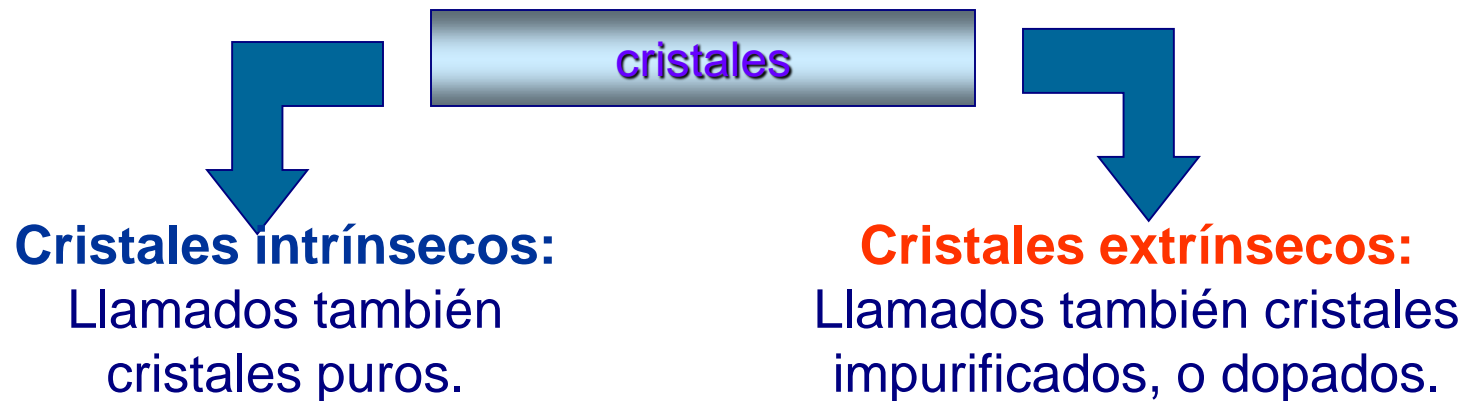 cristales
Cristales intrínsecos:
Llamados también
cristales puros.
Cristales extrínsecos:
Llamados también cristales
impurificados, o dopados.